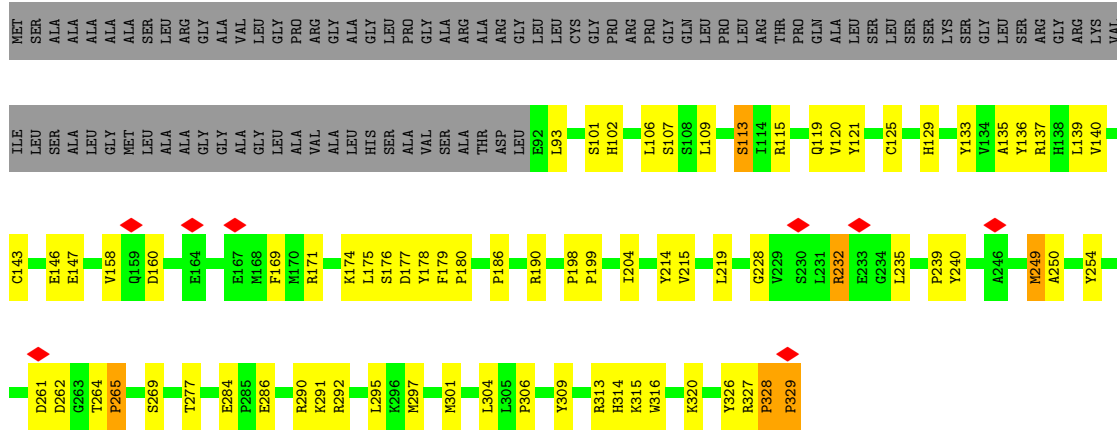 MET SER ALA ALA ALA ALA ALA SER LEU ARG GLY ALA VAL LEU GLY PRO ARG GLY ALA GLY LEU PRO GLY ALA ARG ALA ARG GLY LEU LEU CYS GLY PRO ARG PRO GLY GLN LEU PRO LEU ARG THR PRO GLN ALA LEU SER LEU SER SER LYS SER GLY LEU SER ARG GLY ARG LYS VAL
ILE LEU SER ALA LEU GLY MET LEU ALA ALA GLY GLY ALA GLY LEU ALA VAL ALA LEU HIS SER ALA VAL SER ALA THR ASP LEU E92 L93 S101 H102 L106 S107 S108 L109 S113 I114 R115 Q119 V120 Y121 C125 H129 Y133 V134 A135 Y136 R137 H138 L139 V140
C143 E146 E147 V158 Q159 D160 E164 E167 M168 F169 M170 R171 K174 L175 S176 D177 Y178 F179 P180 P186 R190 P198 P199 I204 Y214 V215 L219 G228 V229 S230 L231 R232 E233 G234 L235 P239 Y240 A246 M249 A250 Y254
D261 D262 G263 T264 P265 S269 T277 E284 P285 E286 R290 K291 R292 L295 K296 M297 M301 L304 L305 P306 Y309 R313 H314 K315 W316 K320 Y326 R327 P328 P329